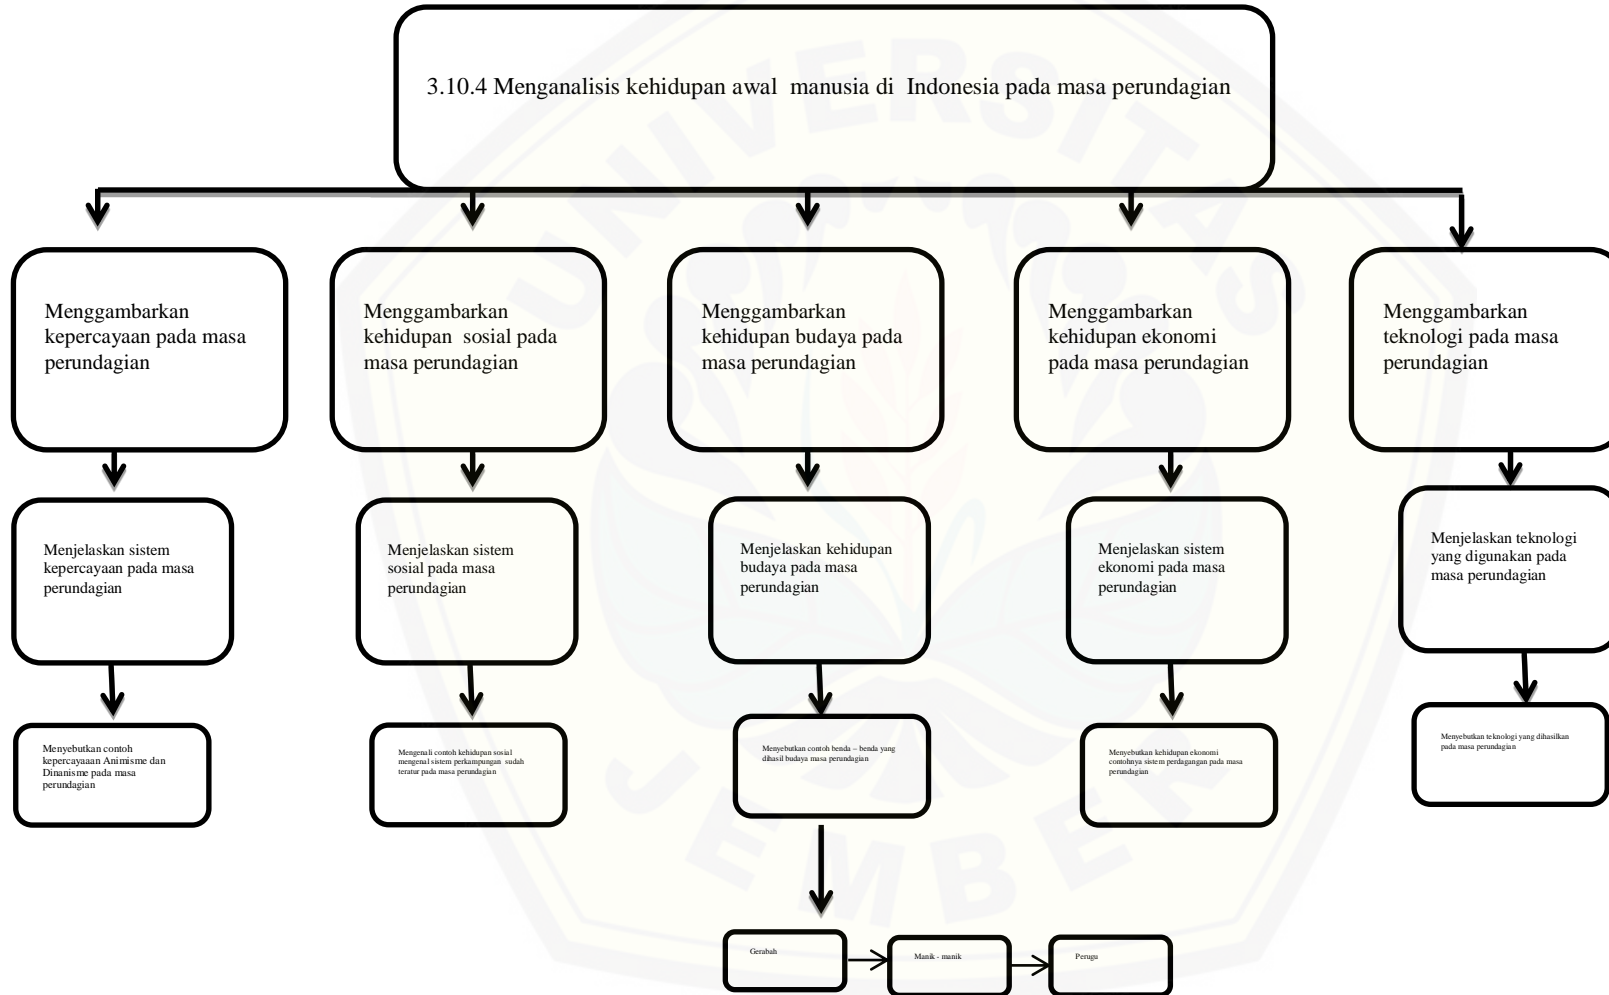 3.10.4 Menganalisis kehidupan awal manusia di Indonesia pada masa perundagian
Menggambarkan
kepercayaan pada masa
perundagian
Menggambarkan
kehidupan sosial pada
masa perundagian
Menggambarkan
kehidupan budaya pada
masa perundagian
Menggambarkan
kehidupan ekonomi
pada masa perundagian
Menggambarkan
teknologi pada masa
perundagian
Menjelaskan sistem
kepercayaan pada masa
perundagian
Menjelaskan sistem
sosial pada masa
perundagian
Menjelaskan kehidupan
budaya pada masa
perundagian
Menjelaskan sistem
ekonomi pada masa
perundagian
Menjelaskan teknologi
yang digunakan pada
masa perundagian
Menyebutkan contoh
kepercayaaan Animisme dan
Dinanisme pada masa
perundagian
Mengenali contoh kehidupan sosial
mengenal sistem perkampungan sudah
teratur pada masa perundagian
Menyebutkan contoh benda – benda yang
dihasil budaya masa perundagian
Menyebutkan kehidupan ekonomi
contohnya sistem perdagangan pada masa
perundagian
Menyebutkan teknologi yang dihasilkan
pada masa perundagian
Gerabah
Manik - manik
Perugu
UNIVERSITAS
JEMBER